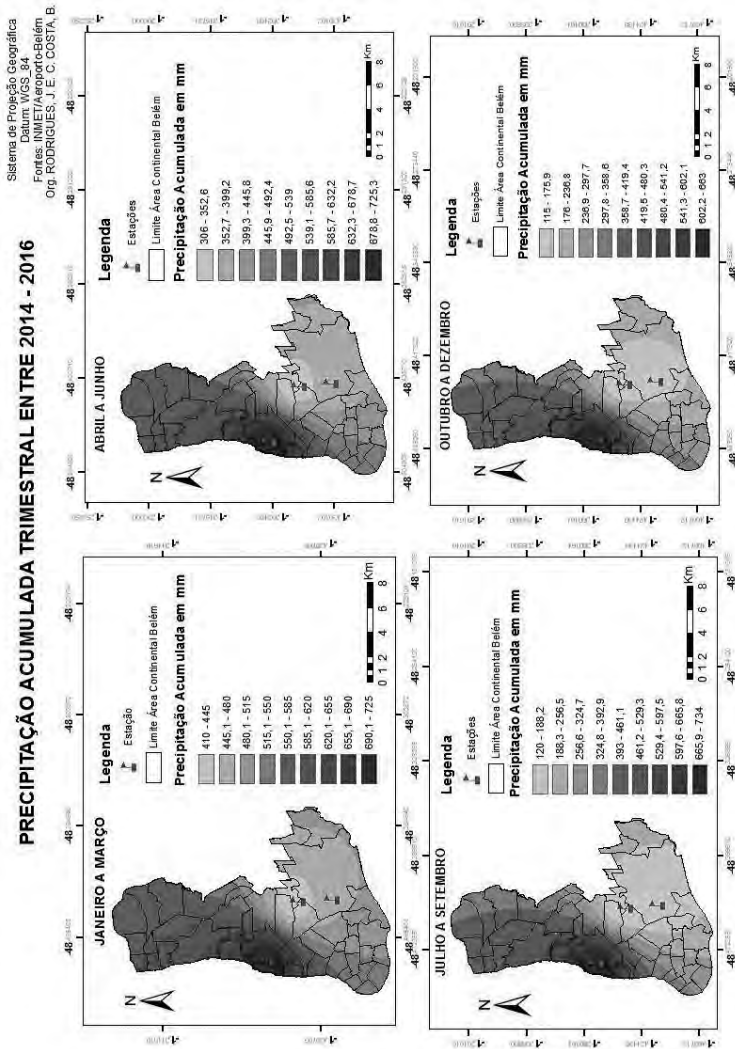 PRECIPITAÇÃO ACUMULADA TRIMESTRAL ENTRE 2014 - 2016
Sistema de Projeção Geográfica
Datum: WGS_84
Fontes: INMET/Aeroporto-Belém
Org. RODRIGUES, J. E. C. COSTA, B.
JANEIRO A MARÇO
N
Legenda
Estação
Limite Área Continental Belém
Precipitação Acumulada em mm
410 - 445
445,1 - 480
480,1 - 515
515,1 - 550
550,1 - 585
585,1 - 620
620,1 - 655
655,1 - 690
690,1 - 725
0 1 2 4 6 8
Km
ABRIL A JUNHO
N
Legenda
Estações
Limite Área Continental Belém
Precipitação Acumulada em mm
306 - 352,6
352,7 - 399,2
399,3 - 445,8
445,9 - 492,4
492,5 - 539
539,1 - 585,6
585,7 - 632,2
632,3 - 678,7
678,8 - 725,3
0 1 2 4 6 8
Km
JULHO A SETEMBRO
N
Legenda
Estações
Limite Área Continental Belém
Precipitação Acumulada em mm
120 - 188,2
188,3 - 256,5
256,6 - 324,7
324,8 - 392,9
393 - 461,1
461,2 - 529,3
529,4 - 597,5
597,6 - 665,8
665,9 - 734
0 1 2 4 6 8
Km
OUTUBRO A DEZEMBRO
N
Legenda
Estações
Limite Área Continental Belém
Precipitação Acumulada em mm
115 - 175,9
176 - 236,8
236,9 - 297,7
297,8 - 358,6
358,7 - 419,4
419,5 - 480,3
480,4 - 541,2
541,3 - 602,1
602,2 - 663
0 1 2 4 6 8
Km